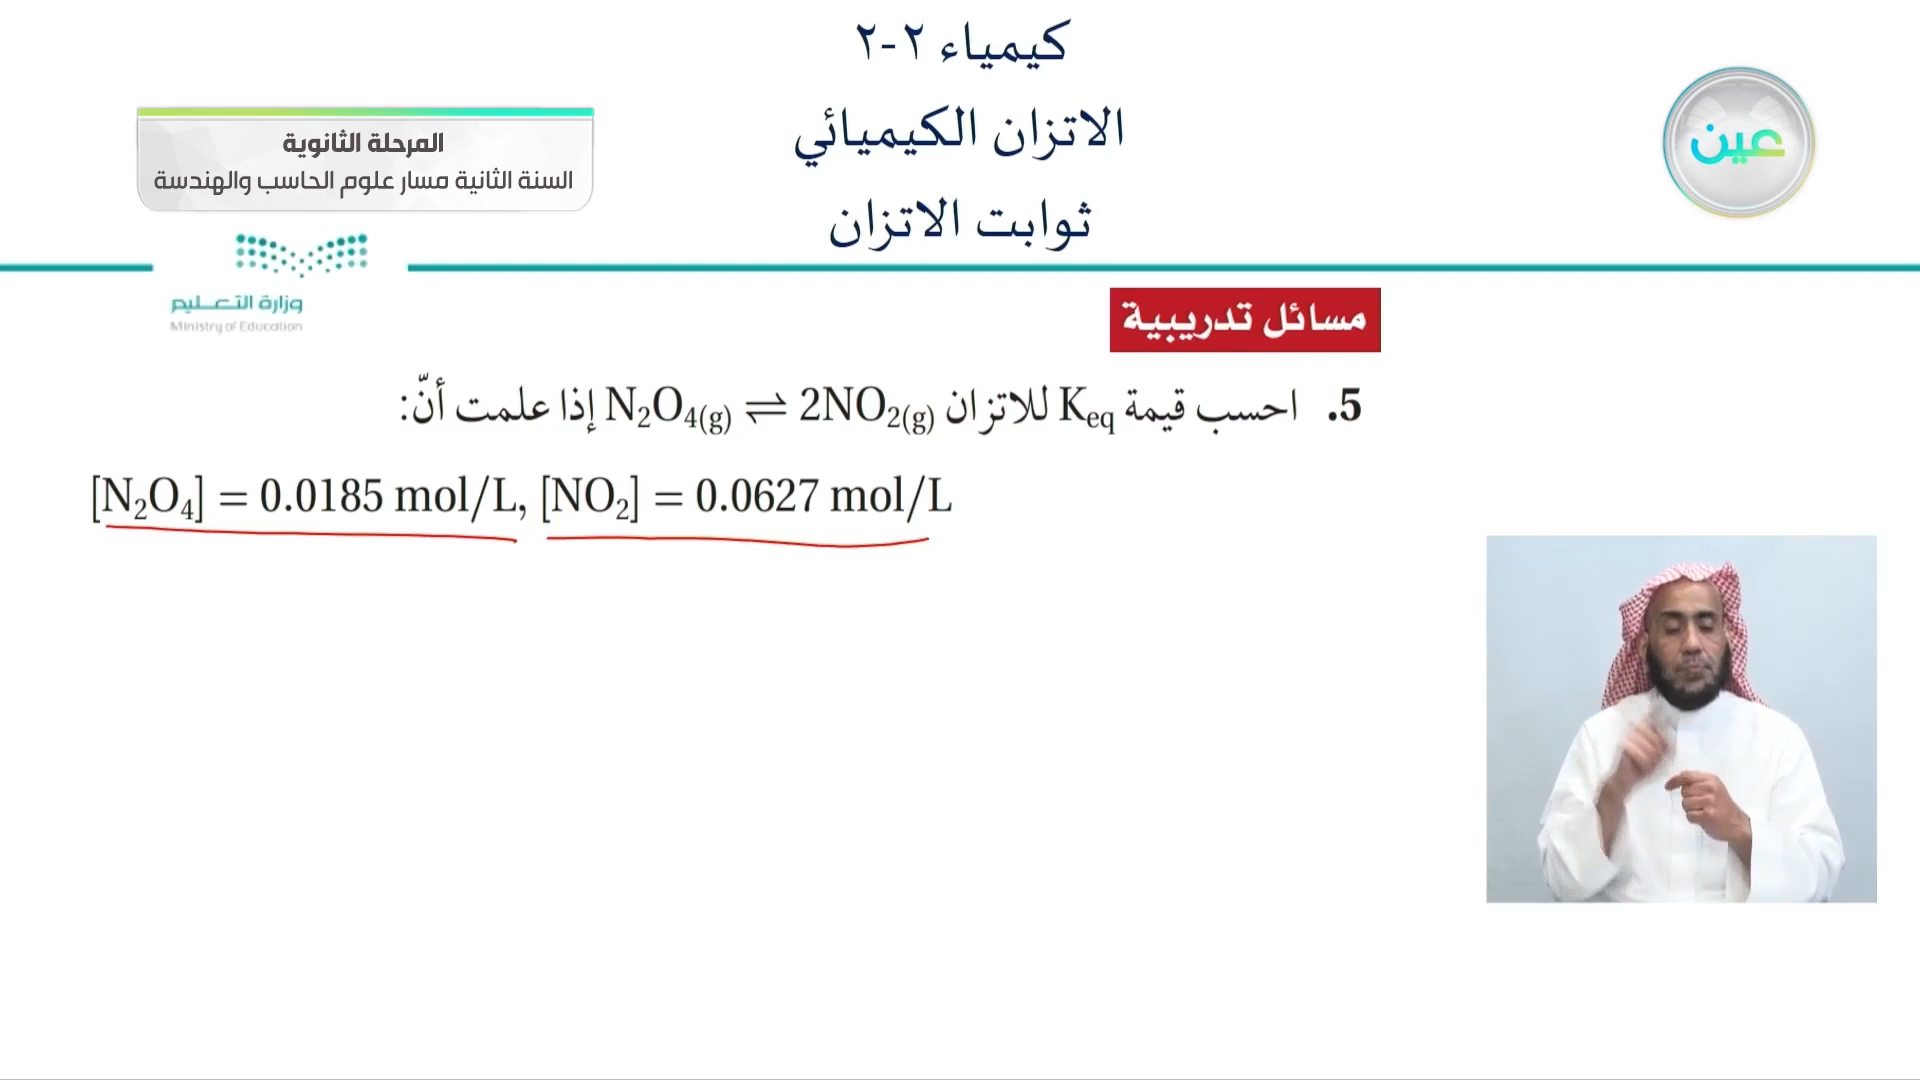 كيمياء ٢-٢
الاتزان الكيميائي
ثوابت الاتزان
المرحلة الثانوية
السنة الثانية مسار علوم الحاسب والهندسة
عين
وزارة التعليم
Ministry of Education
مسائل تدريبية
5. احسب قيمة Keq للاتزان N₂O₄(g) ⇌ 2NO₂(g) إذا علمت أنّ:
[N₂O₄] = 0.0185 mol/L, [NO₂] = 0.0627 mol/L